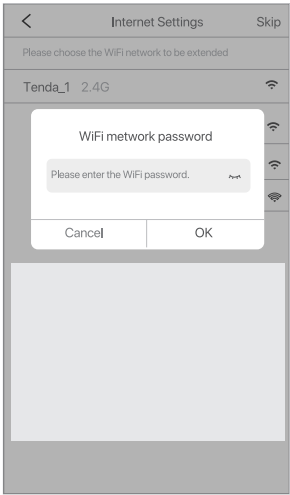 Internet Settings Skip
Please choose the WiFi network to be extended
Tenda_1 2.4G
WiFi metwork password
Please enter the WiFi password.
Cancel OK